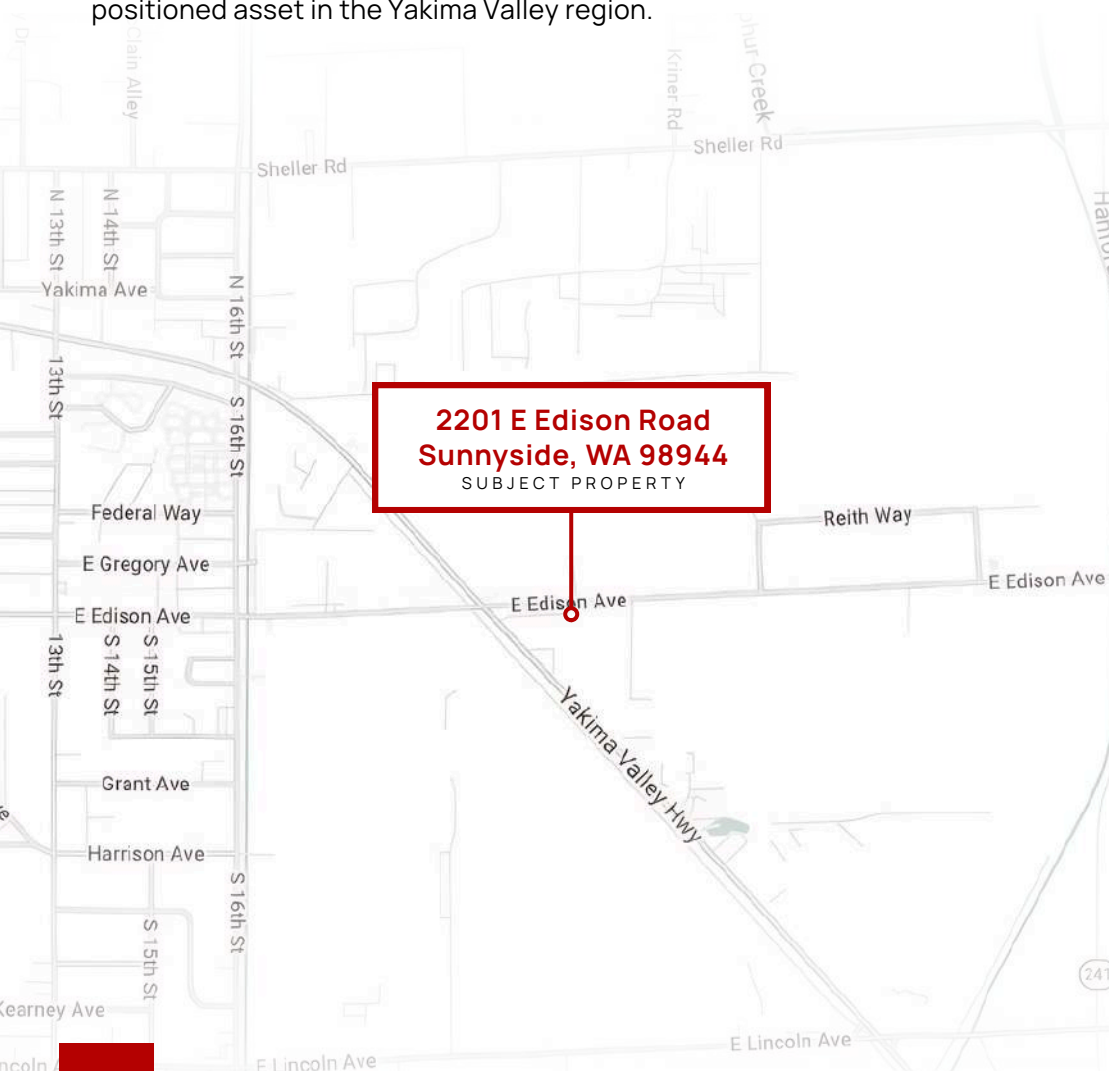 positioned asset in the Yakima Valley region.
Clain Alley
Kriner Rd
Creek
Sheller Rd
Sheller Rd
N 13th St
N 14th St
Yakima Ave
N 16th St
13th St
S 16th St
2201 E Edison Road
Sunnyside, WA 98944
SUBJECT PROPERTY
Federal Way
Reith Way
E Gregory Ave
E Edison Ave
E Edison Ave
E Edison Ave
13th St
S 14th St
S 15th St
Yakima Valley Hwy
Grant Ave
Harrison Ave
S 16th St
S 15th St
241
Kearney Ave
E Lincoln Ave
E Lincoln Ave